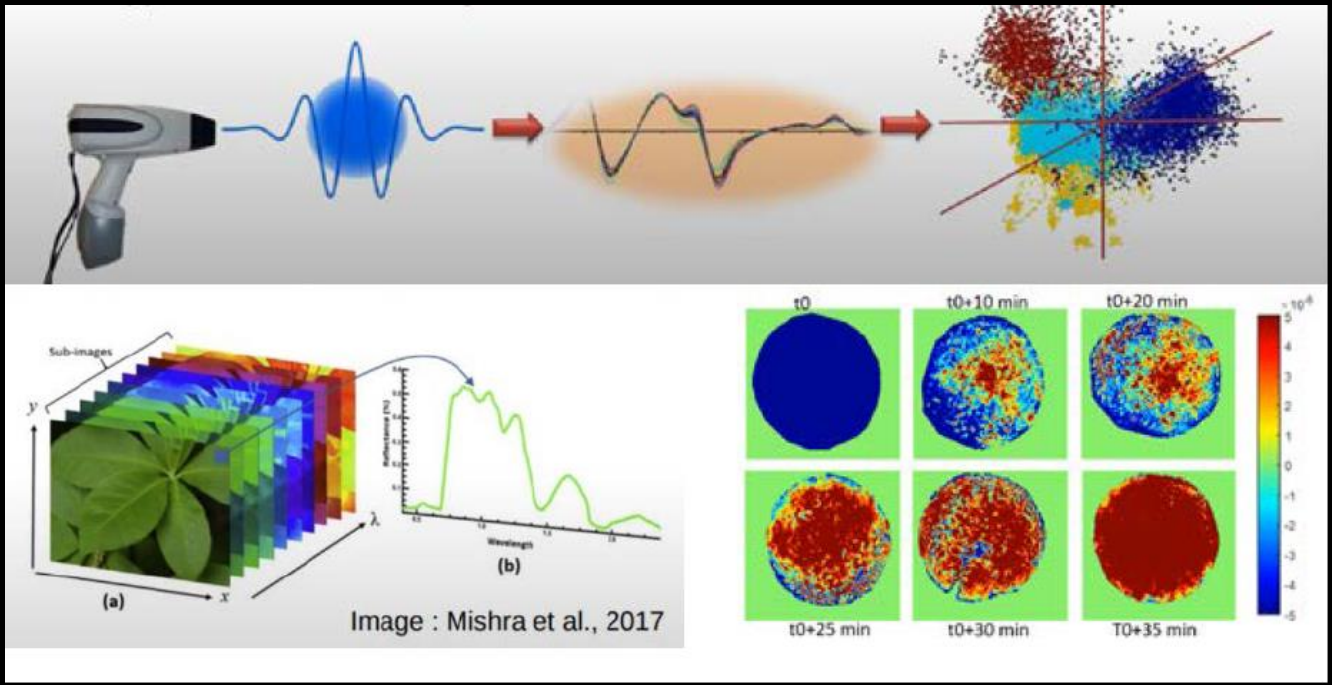 Sub-images
y
x
λ
(a)
Reflectance (%)
Wavelength
(b)
Image : Mishra et al., 2017
t0
t0+10 min
t0+20 min
t0+25 min
t0+30 min
T0+35 min
5
4
3
2
1
0
-1
-2
-3
-4
-5